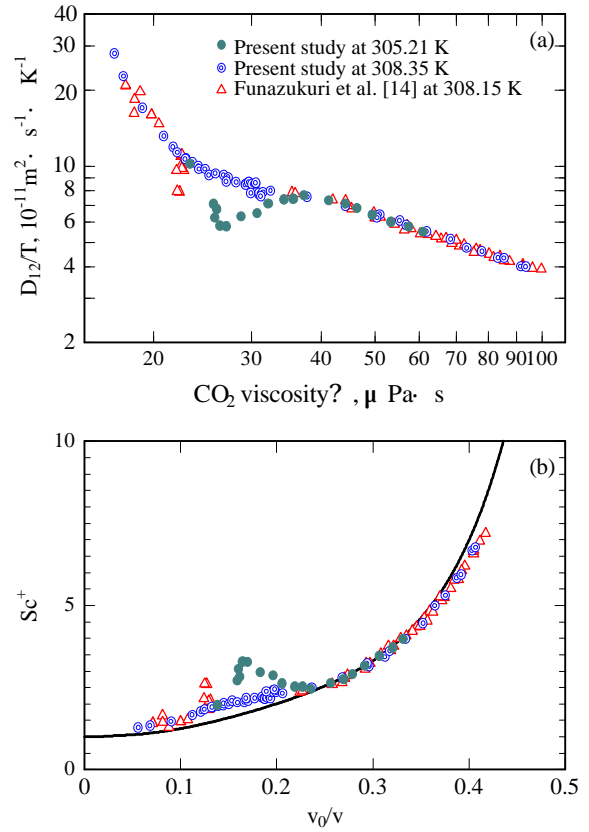 40
(a)
Present study at 305.21 K
Present study at 308.35 K
Funazukuri et al. [14] at 308.15 K
20
10
8
6
4
2
D₁₂/T, 10⁻¹¹m²· s⁻¹· K⁻¹
20 30 40 50 60 70 80 90 100
CO₂ viscosity? , μ Pa· s
10
(b)
5
0
Sc⁺
0 0.1 0.2 0.3 0.4 0.5
v₀/v